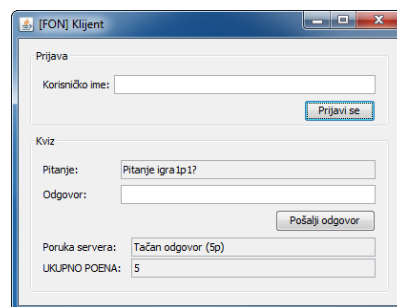 [FON] Klijent
Prijava
Korisničko ime:
Prijavi se
Kviz
Pitanje: Pitanje igra1p1?
Odgovor:
Pošalji odgovor
Poruka servera: Tačan odgovor (5p)
UKUPNO POENA: 5